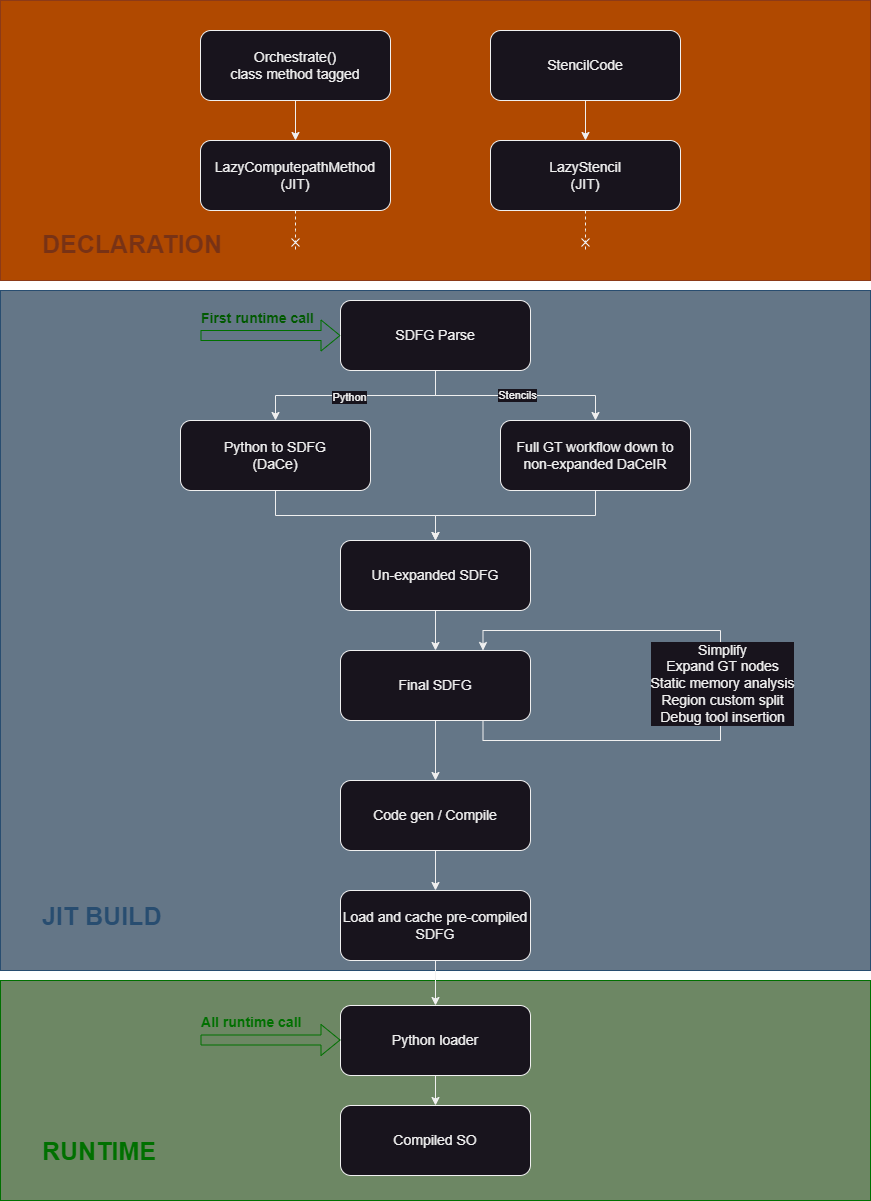 Orchestrate()
class method tagged
StencilCode
LazyComputepathMethod
(JIT)
LazyStencil
(JIT)
DECLARATION
First runtime call
SDFG Parse
Python
Stencils
Python to SDFG
(DaCe)
Full GT workflow down to
non-expanded DaCeIR
Un-expanded SDFG
Final SDFG
Simplify
Expand GT nodes
Static memory analysis
Region custom split
Debug tool insertion
Code gen / Compile
JIT BUILD
Load and cache pre-compiled
SDFG
All runtime call
Python loader
RUNTIME
Compiled SO